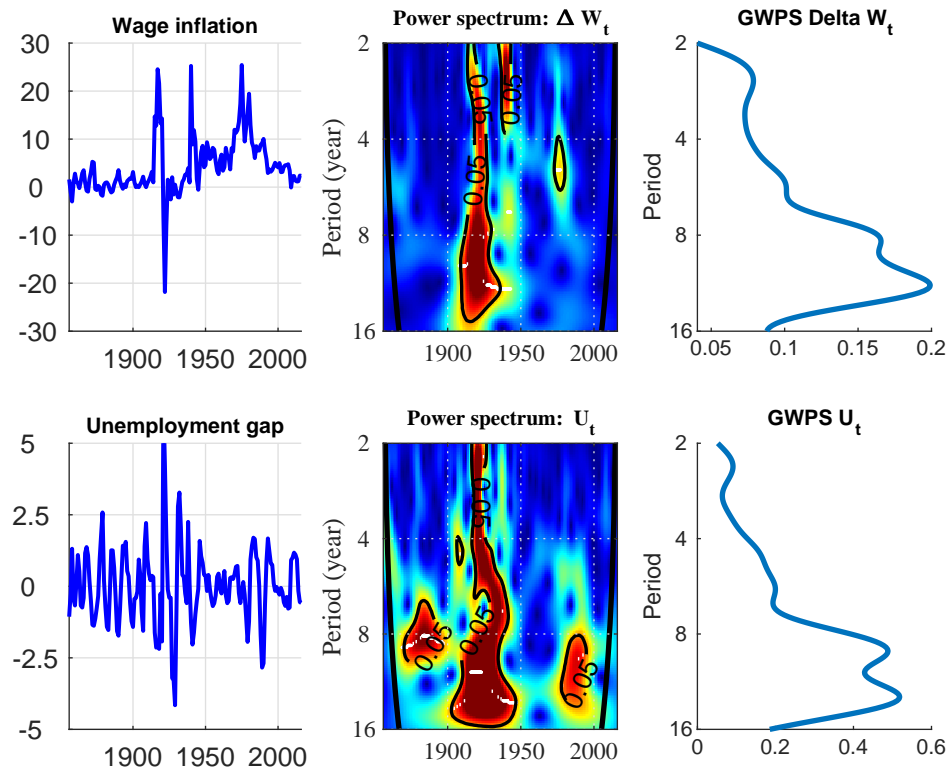 Wage inflation
30
20
10
0
-10
-20
-30
1900 1950 2000
Power spectrum: Δ W_t
Period (year)
2
4
8
16
0.05
0.05
0.05
1900 1950 2000
GWPS Delta W_t
Period
2
4
8
16
0.05 0.1 0.15 0.2
Unemployment gap
5
2.5
0
-2.5
-5
1900 1950 2000
Power spectrum: U_t
Period (year)
2
4
8
16
0.05
0.05
0.05
0.05
1900 1950 2000
GWPS U_t
Period
2
4
8
16
0 0.2 0.4 0.6